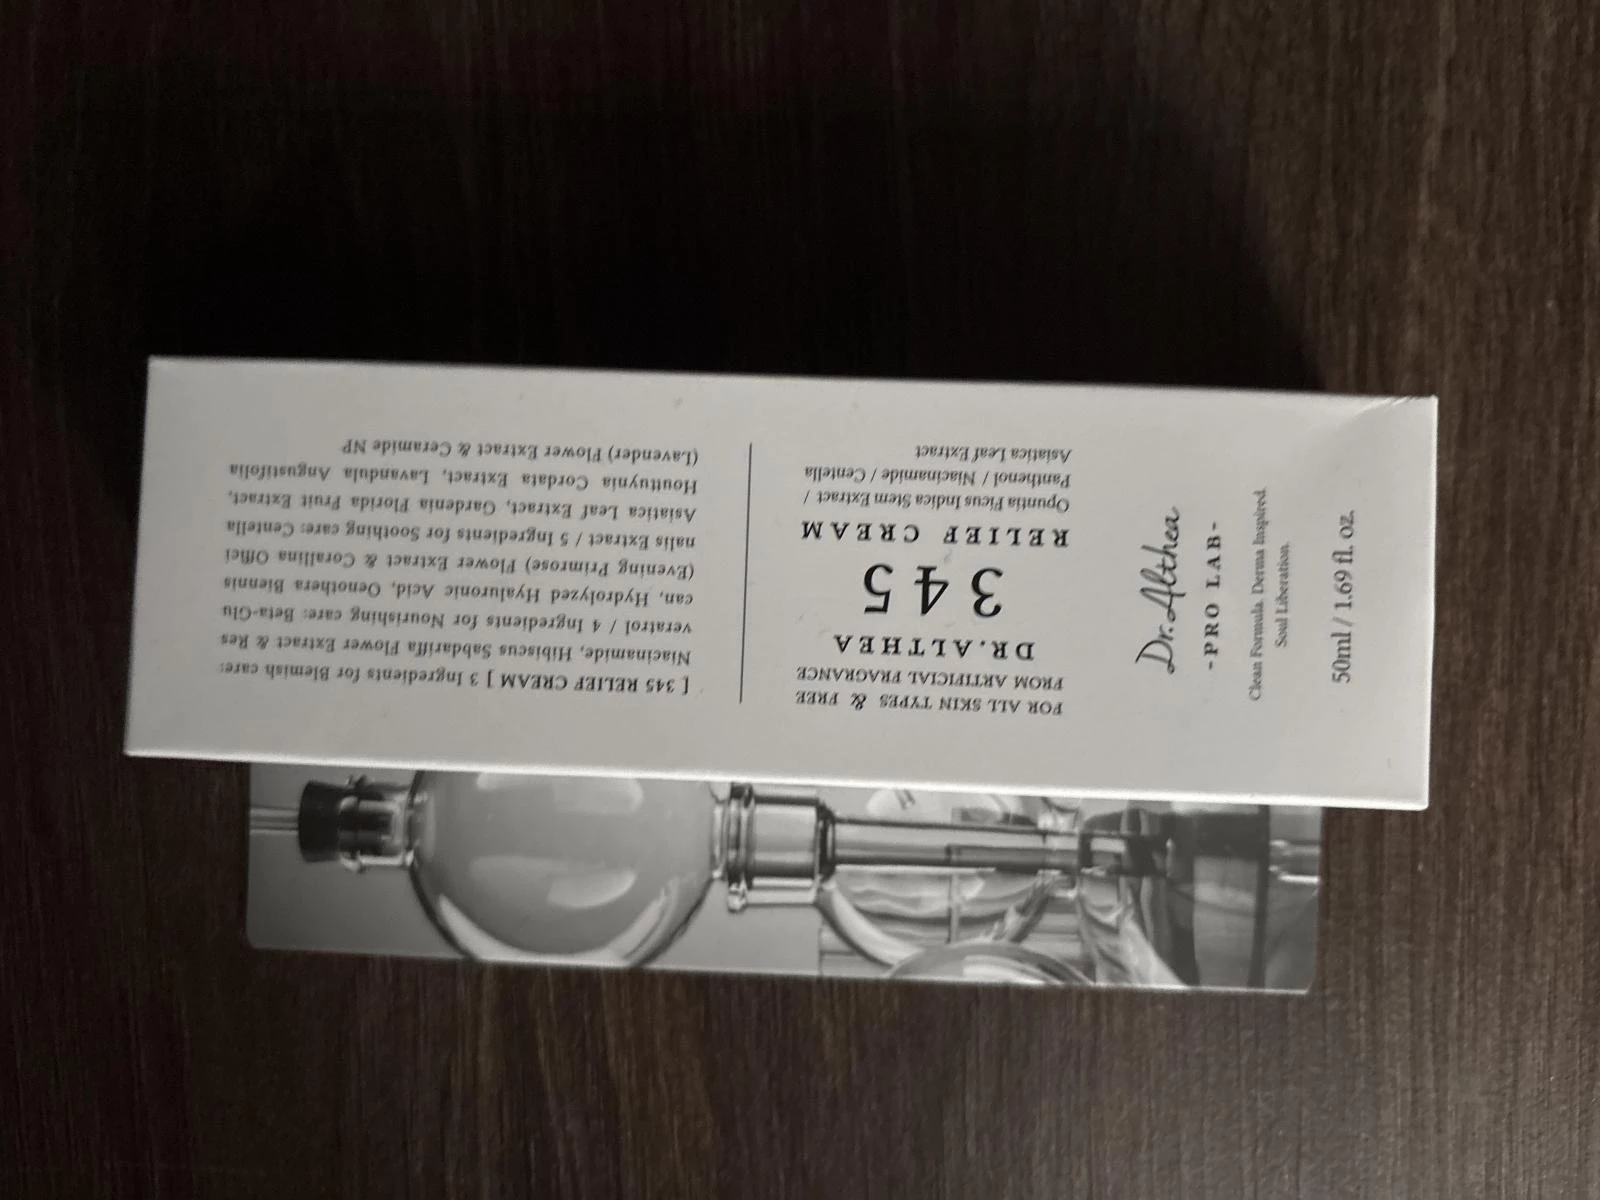 FOR ALL SKIN TYPES & FREE
FROM ARTIFICIAL FRAGRANCE
DR.ALTHEA
345
RELIEF CREAM
Opuntia Ficus Indica Stem Extract /
Panthenol / Niacinamide / Centella
Asiatica Leaf Extract
[ 345 RELIEF CREAM ] 3 Ingredients for Blemish care:
Niacinamide, Hibiscus Sabdariffa Flower Extract & Res
veratrol / 4 Ingredients for Nourishing care: Beta-Glu
can, Hydrolyzed Hyaluronic Acid, Oenothera Biennis
(Evening Primrose) Flower Extract & Corallina Offici
nalis Extract / 5 Ingredients for Soothing care: Centella
Asiatica Leaf Extract, Gardenia Florida Fruit Extract,
Houttuynia Cordata Extract, Lavandula Angustifolia
(Lavender) Flower Extract & Ceramide NP
Dr.Althea
-PRO LAB-
Clean Formula. Derma Inspired.
Soul Liberation.
50ml / 1.69 fl. oz.